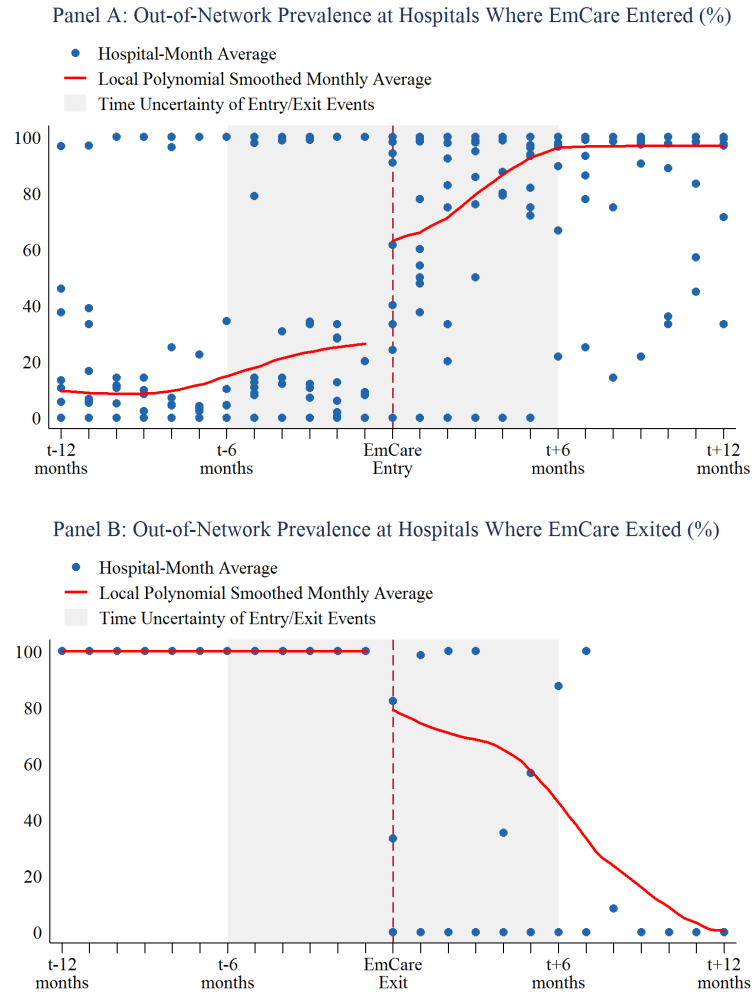 Panel A: Out-of-Network Prevalence at Hospitals Where EmCare Entered (%)
Hospital-Month Average
Local Polynomial Smoothed Monthly Average
Time Uncertainty of Entry/Exit Events
100
80
60
40
20
0
t-12 t-6 EmCare t+6 t+12
months months Entry months months
Panel B: Out-of-Network Prevalence at Hospitals Where EmCare Exited (%)
Hospital-Month Average
Local Polynomial Smoothed Monthly Average
Time Uncertainty of Entry/Exit Events
100
80
60
40
20
0
t-12 t-6 EmCare t+6 t+12
months months Exit months months